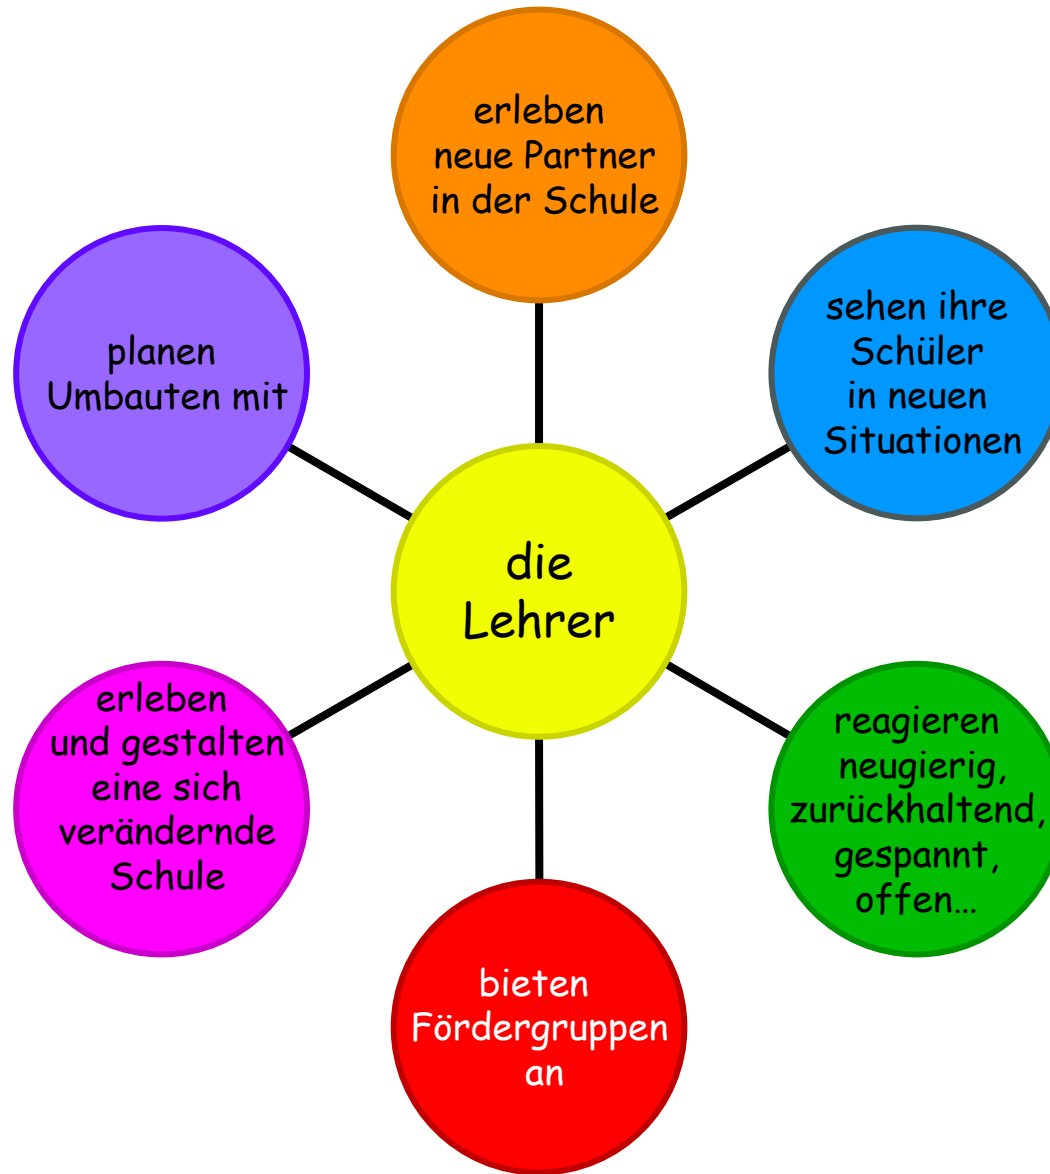 erleben
neue Partner
in der Schule
sehen ihre
Schüler
in neuen
Situationen
planen
Umbauten mit
die
Lehrer
reagieren
neugierig,
zurückhaltend,
gespannt,
offen…
erleben
und gestalten
eine sich
verändernde
Schule
bieten
Fördergruppen
an